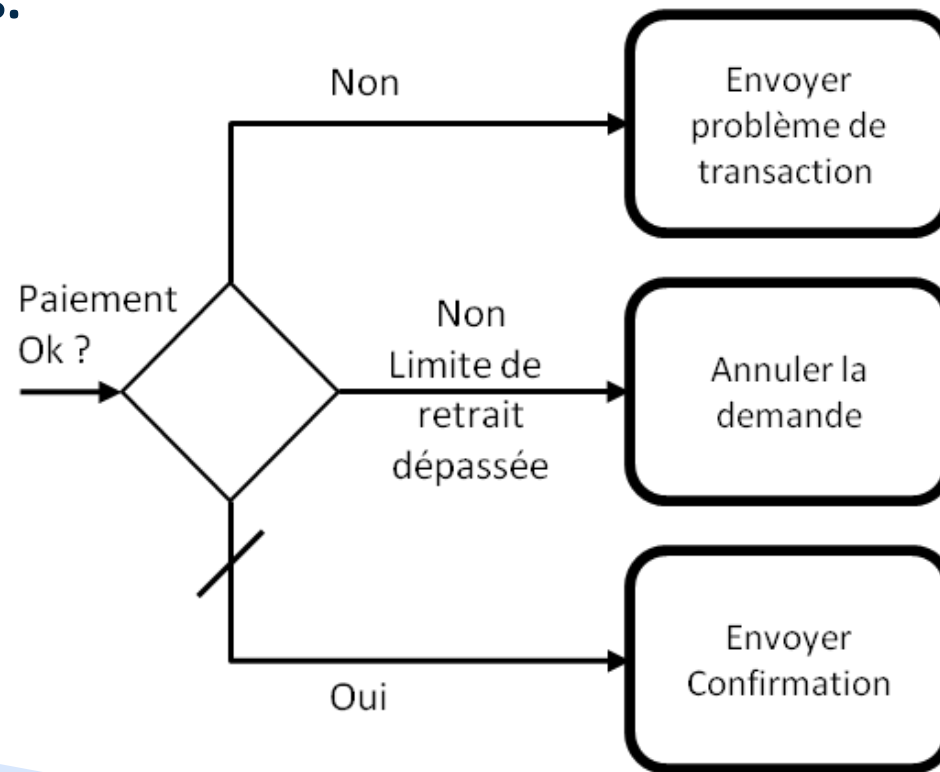 s.
Non
Envoyer
problème de
transaction
Paiement
Ok ?
Non
Limite de
retrait
dépassée
Annuler la
demande
Oui
Envoyer
Confirmation